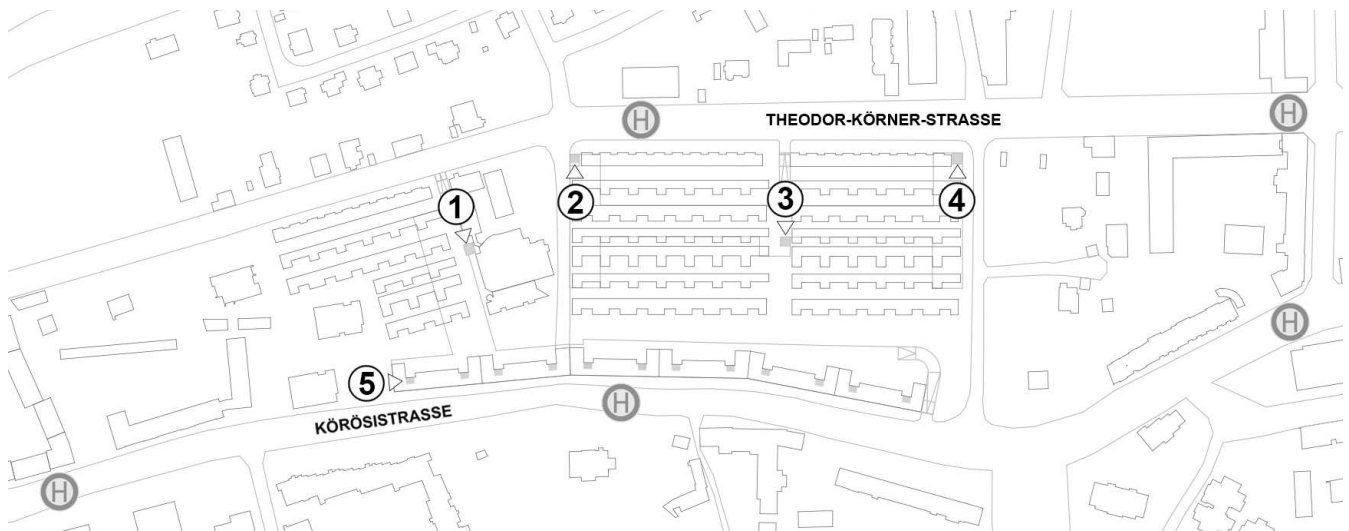 H
THEODOR-KÖRNER-STRASSE
H
1
2
3
4
H
5
H
KÖRÖSISTRASSE
H